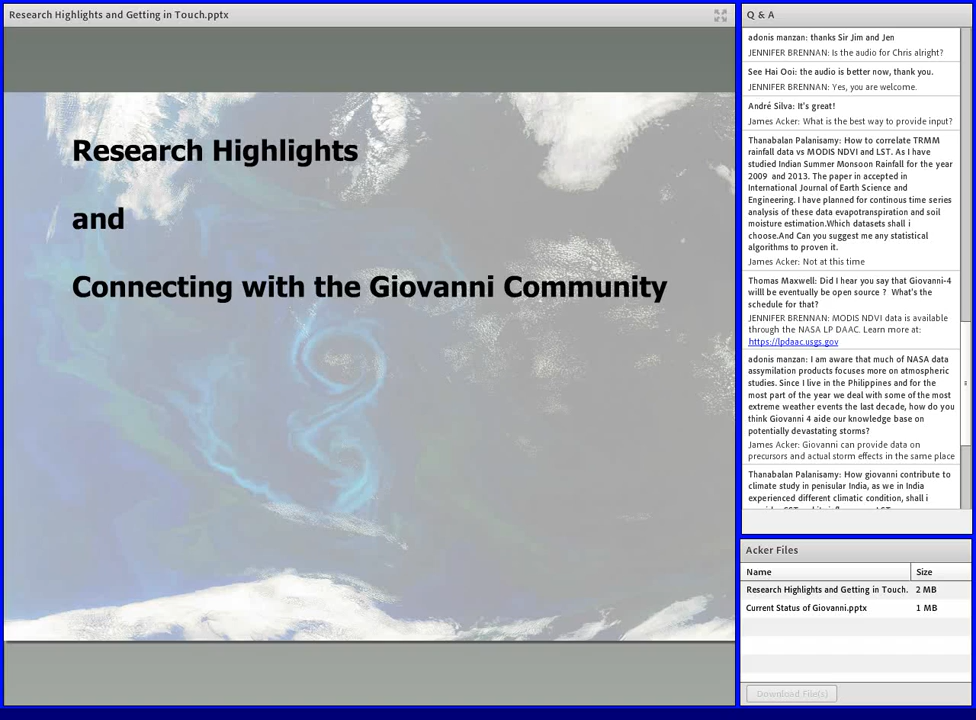 Research Highlights and Getting in Touch.pptx
Research Highlights
and
Connecting with the Giovanni Community
Q & A
adonis manzan: thanks Sir Jim and Jen
JENNIFER BRENNAN: Is the audio for Chris alright?
See Hai Ooi: the audio is better now, thank you.
JENNIFER BRENNAN: Yes, you are welcome.
André Silva: It's great!
James Acker: What is the best way to provide input?
Thanabalan Palanisamy: How to correlate TRMM
rainfall data vs MODIS NDVI and LST. As I have
studied Indian Summer Monsoon Rainfall for the year
2009 and 2013. The paper in accepted in
International Journal of Earth Science and
Engineering. I have planned for continous time series
analysis of these data evapotranspiration and soil
moisture estimation.Which datasets shall i
choose.And Can you suggest me any statistical
algorithms to proven it.
James Acker: Not at this time
Thomas Maxwell: Did I hear you say that Giovanni-4
willl be eventually be open source ? What's the
schedule for that?
JENNIFER BRENNAN: MODIS NDVI data is available
through the NASA LP DAAC. Learn more at:
https://lpdaac.usgs.gov
adonis manzan: I am aware that much of NASA data
assymilation products focuses more on atmospheric
studies. Since I live in the Philippines and for the
most part of the year we deal with some of the most
extreme weather events the last decade, how do you
think Giovanni 4 aide our knowledge base on
potentially devastating storms?
James Acker: Giovanni can provide data on
precursors and actual storm effects in the same place
Thanabalan Palanisamy: How giovanni contribute to
climate study in penisular India, as we in India
experienced different climatic condition, shall i
Acker Files
Name Size
Research Highlights and Getting in Touch. 2 MB
Current Status of Giovanni.pptx 1 MB
Download File(s)